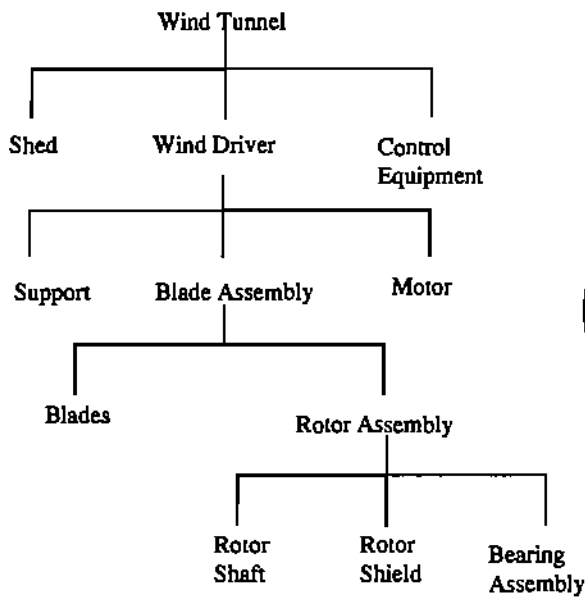 Wind Tunnel
Shed
Wind Driver
Control
Equipment
Support
Blade Assembly
Motor
Blades
Rotor Assembly
Rotor
Shaft
Rotor
Shield
Bearing
Assembly